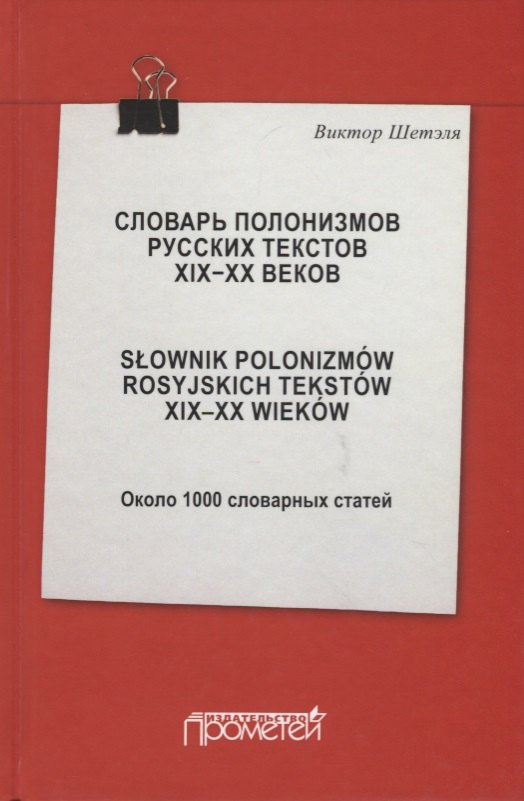 Виктор Шетэля
СЛОВАРЬ ПОЛОНИЗМОВ
РУССКИХ ТЕКСТОВ
XIX–XX ВЕКОВ
SŁOWNIK POLONIZMÓW
ROSYJSKICH TEKSTÓW
XIX–XX WIEKÓW
Около 1000 словарных статей
ИЗДАТЕЛЬСТВО
Прометей